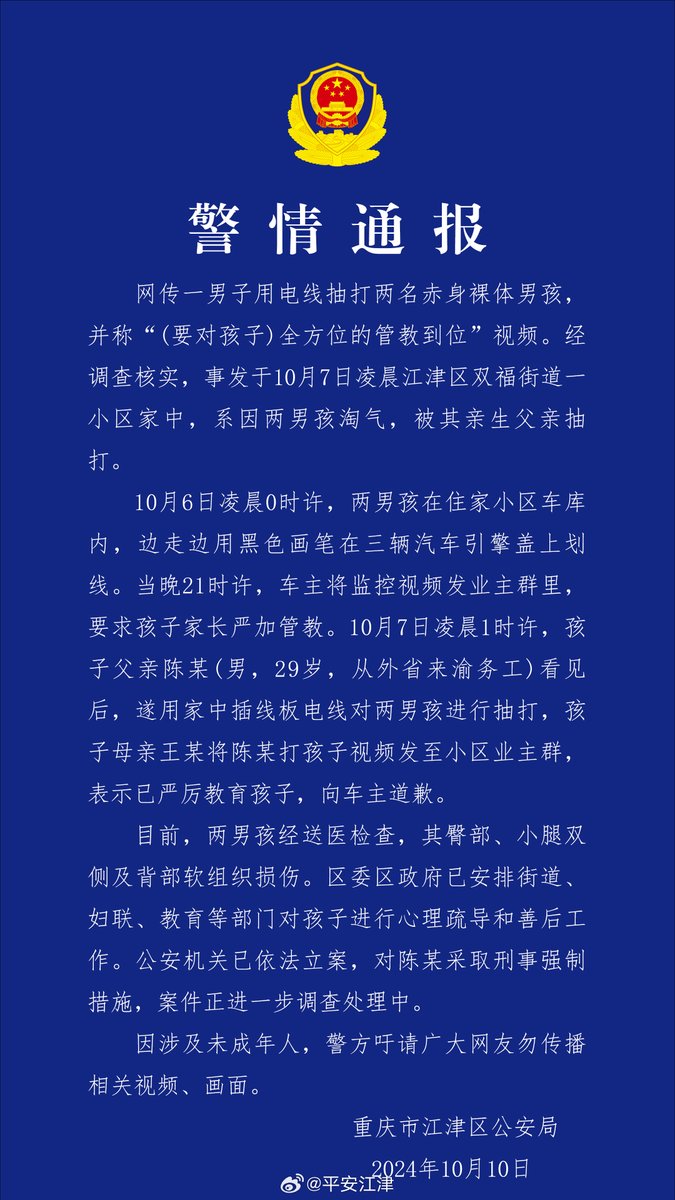 警情通报
网传一男子用电线抽打两名赤身裸体男孩，
并称“(要对孩子)全方位的管教到位”视频。经
调查核实，事发于10月7日凌晨江津区双福街道一
小区家中，系因两男孩淘气，被其亲生父亲抽
打。
10月6日凌晨0时许，两男孩在住家小区车库
内，边走边用黑色画笔在三辆汽车引擎盖上划
线。当晚21时许，车主将监控视频发业主群里，
要求孩子家长严加管教。10月7日凌晨1时许，孩
子父亲陈某(男，29岁，从外省来渝务工)看见
后，遂用家中插线板电线对两男孩进行抽打，孩
子母亲王某将陈某打孩子视频发至小区业主群，
表示已严厉教育孩子，向车主道歉。
目前，两男孩经送医检查，其臀部、小腿双
侧及背部软组织损伤。区委区政府已安排街道、
妇联、教育等部门对孩子进行心理疏导和善后工
作。公安机关已依法立案，对陈某采取刑事强制
措施，案件正进一步调查处理中。
因涉及未成年人，警方吁请广大网友勿传播
相关视频、画面。
重庆市江津区公安局
2024年10月10日
@平安江津